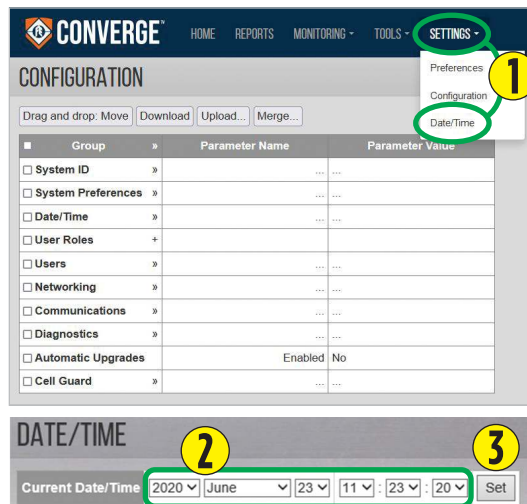 CONVERGE™ HOME REPORTS MONITORING TOOLS SETTINGS
CONFIGURATION
Preferences
Configuration
Date/Time
1
Drag and drop: Move Download Upload... Merge...
Group » Parameter Name Parameter Value
System ID » ... ...
System Preferences » ... ...
Date/Time » ... ...
User Roles +
Users » ... ...
Networking » ... ...
Communications » ... ...
Diagnostics » ... ...
Automatic Upgrades Enabled No
Cell Guard » ... ...
DATE/TIME
2
3
Current Date/Time 2020 June 23 11 : 23 : 20 Set